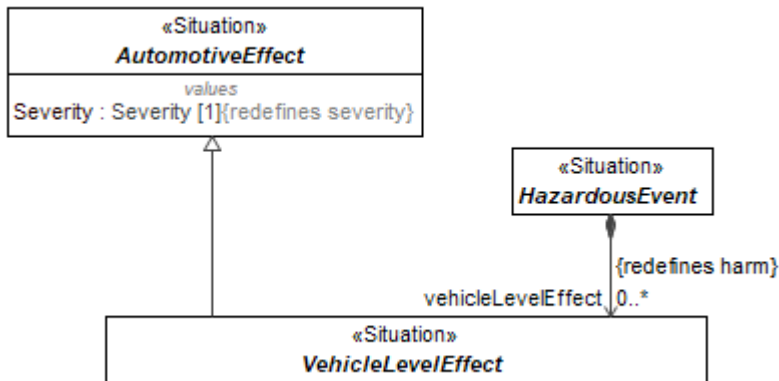 «Situation»
AutomotiveEffect
values
Severity : Severity [1]{redefines severity}
«Situation»
HazardousEvent
{redefines harm}
vehicleLevelEffect 0..*
«Situation»
VehicleLevelEffect